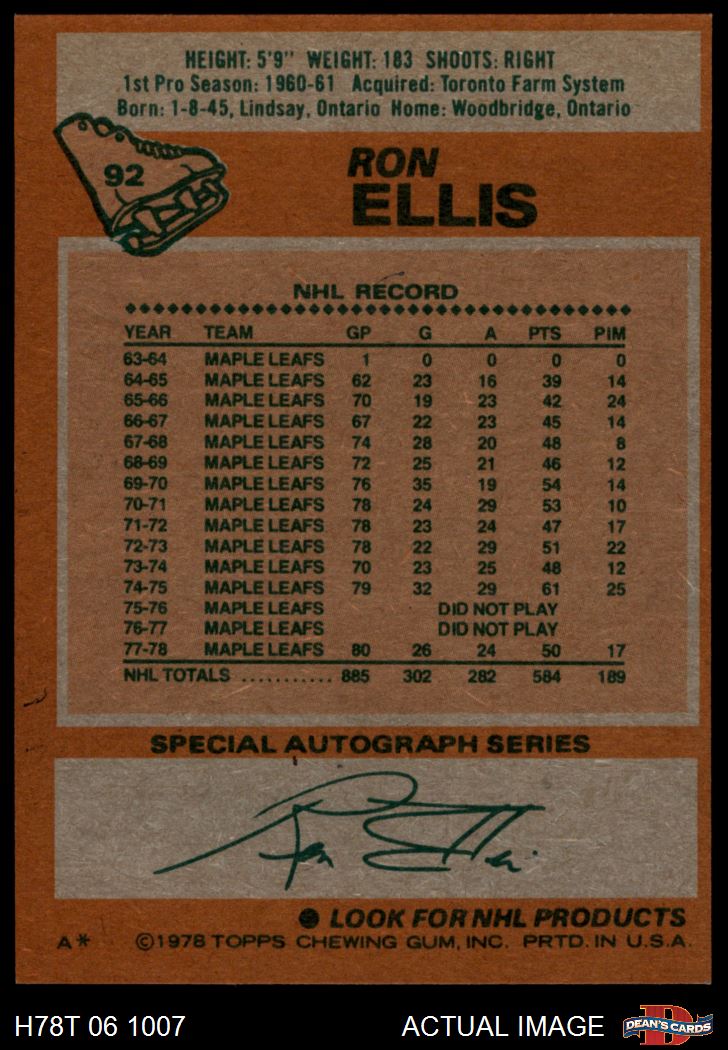 HEIGHT: 5'9" WEIGHT: 183 SHOOTS: RIGHT
1st Pro Season: 1960-61 Acquired: Toronto Farm System
Born: 1-8-45, Lindsay, Ontario Home: Woodbridge, Ontario
92
RON
ELLIS
NHL RECORD
YEAR TEAM GP G A PTS PIM
63-64 MAPLE LEAFS 1 0 0 0 0
64-65 MAPLE LEAFS 62 23 16 39 14
65-66 MAPLE LEAFS 70 19 23 42 24
66-67 MAPLE LEAFS 67 22 23 45 14
67-68 MAPLE LEAFS 74 28 20 48 8
68-69 MAPLE LEAFS 72 25 21 46 12
69-70 MAPLE LEAFS 76 35 19 54 14
70-71 MAPLE LEAFS 78 24 29 53 10
71-72 MAPLE LEAFS 78 23 24 47 17
72-73 MAPLE LEAFS 78 22 29 51 22
73-74 MAPLE LEAFS 70 23 25 48 12
74-75 MAPLE LEAFS 79 32 29 61 25
75-76 MAPLE LEAFS DID NOT PLAY
76-77 MAPLE LEAFS DID NOT PLAY
77-78 MAPLE LEAFS 80 26 24 50 17
NHL TOTALS ........... 885 302 282 584 189
SPECIAL AUTOGRAPH SERIES
Ron Ellis
● LOOK FOR NHL PRODUCTS
A* ©1978 TOPPS CHEWING GUM, INC. PRTD. IN U.S.A.
H78T 06 1007 ACTUAL IMAGE D DEAN'S CARDS